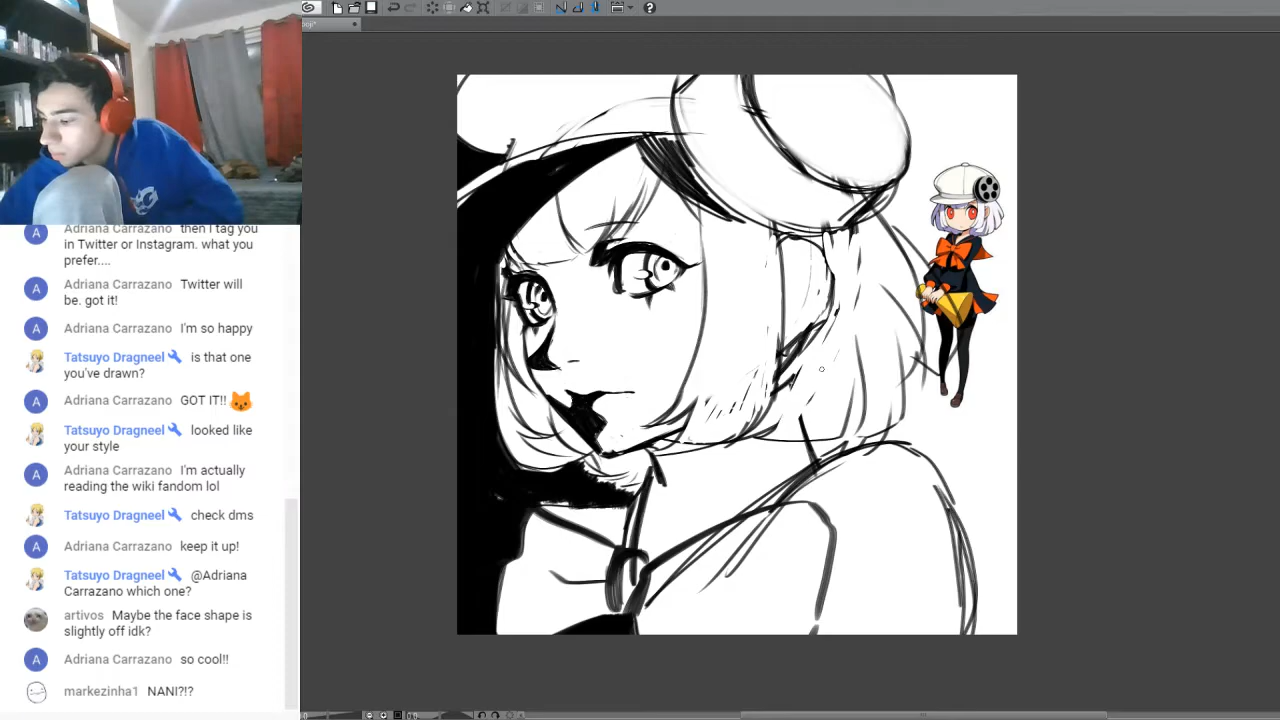 Adriana Carrazano then I tag you
in Twitter or Instagram. what you
prefer....
A
Adriana Carrazano Twitter will
be. got it!
A
Adriana Carrazano I'm so happy
Tatsuyo Dragneel is that one
you've drawn?
A
Adriana Carrazano GOT IT!!
Tatsuyo Dragneel looked like
your style
A
Adriana Carrazano I'm actually
reading the wiki fandom lol
Tatsuyo Dragneel check dms
A
Adriana Carrazano keep it up!
Tatsuyo Dragneel @Adriana
Carrazano which one?
artivos Maybe the face shape is
slightly off idk?
A
Adriana Carrazano so cool!!
markezinha1 NANI?!?